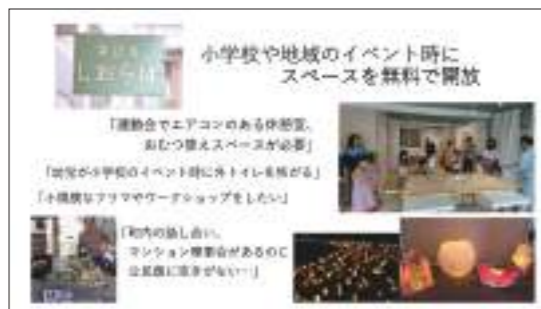 小学校や地域のイベント時に
スペースを無料で開放
「運動会でエアコンのある休憩室、
おむつ替えスペースが必要」
「幼児が小学校のイベント時に外トイレを嫌がる」
「小規模なフリマやワークショップをしたい」
「町内の話し合い、
マンション理事会があるのに
公民館に空きがない…」